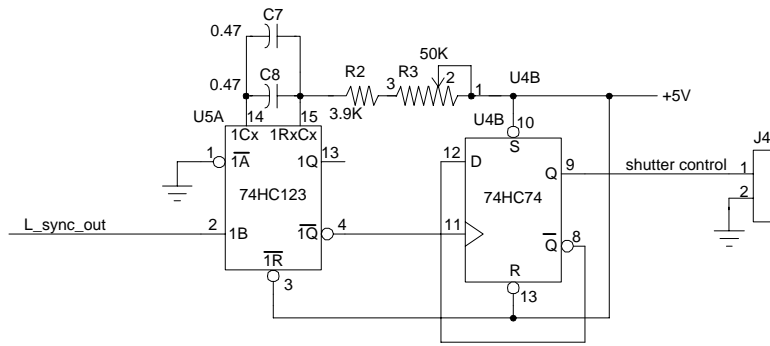 C7
0.47
0.47
C8
R2
3.9K
3
R3
50K
2
1
U4B
+5V
U5A
14
15
1Cx
1RxCx
1
1A
1Q
13
74HC123
L_sync_out
2
1B
1Q
4
1R
3
U4B
10
S
12
D
Q
9
shutter control
74HC74
11
Q
8
R
13
J4
1
2